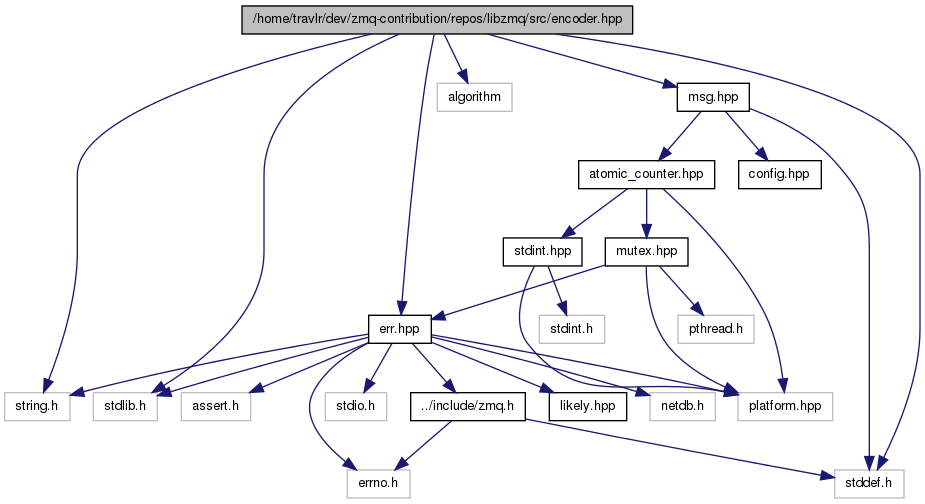 /home/travlr/dev/zmq-contribution/repos/libzmq/src/encoder.hpp
algorithm
msg.hpp
atomic_counter.hpp
config.hpp
stdint.hpp
mutex.hpp
err.hpp
stdint.h
pthread.h
string.h
stdlib.h
assert.h
stdio.h
../include/zmq.h
likely.hpp
netdb.h
platform.hpp
errno.h
stddef.h